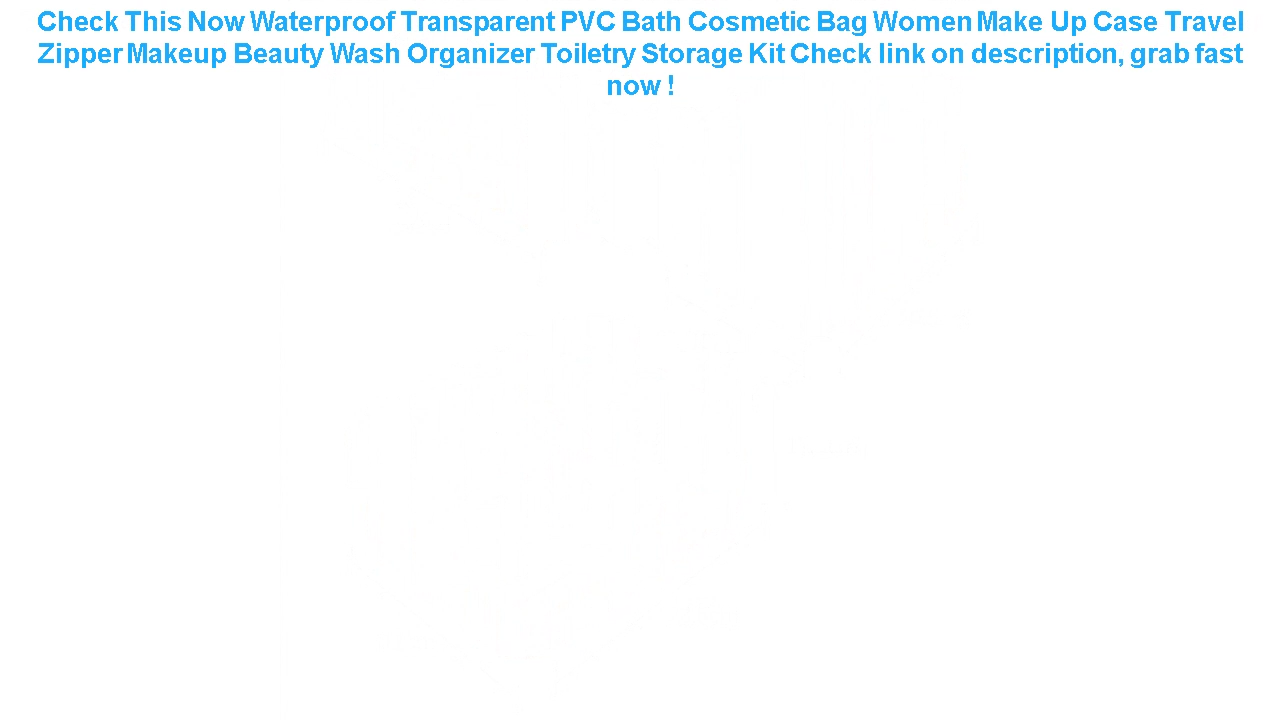 Check This Now Waterproof Transparent PVC Bath Cosmetic Bag Women Make Up Case Travel
Zipper Makeup Beauty Wash Organizer Toiletry Storage Kit Check link on description, grab fast
now !